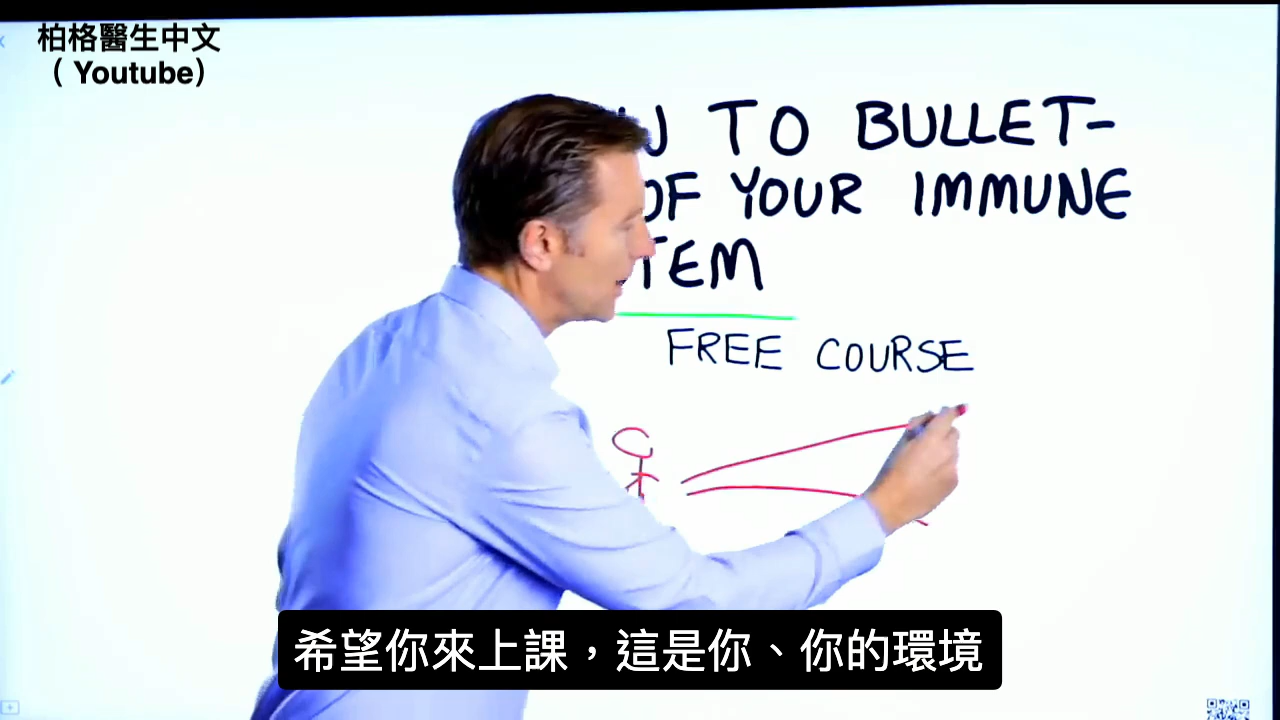 柏格醫生中文
（ Youtube）
TO BULLET-
OF YOUR IMMUNE
TEM
FREE COURSE
希望你來上課，這是你、你的環境